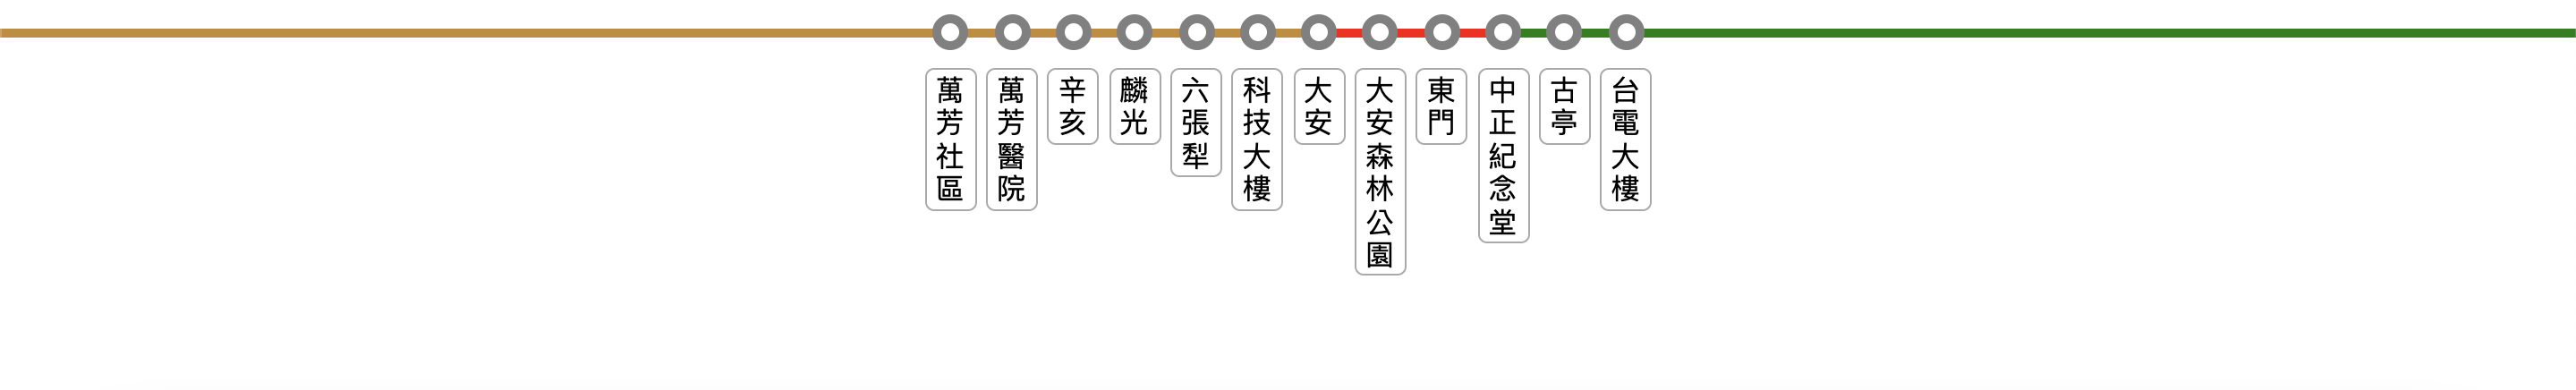 萬芳社區
萬芳醫院
辛亥
麟光
六張犁
科技大樓
大安
大安森林公園
東門
中正紀念堂
古亭
台電大樓